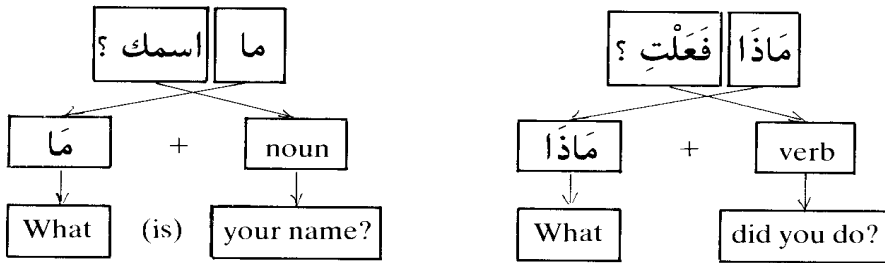 ما اسمك ؟
مَاذَا فَعَلْتِ ؟
مَا + noun
مَاذَا + verb
What (is) your name?
What did you do?